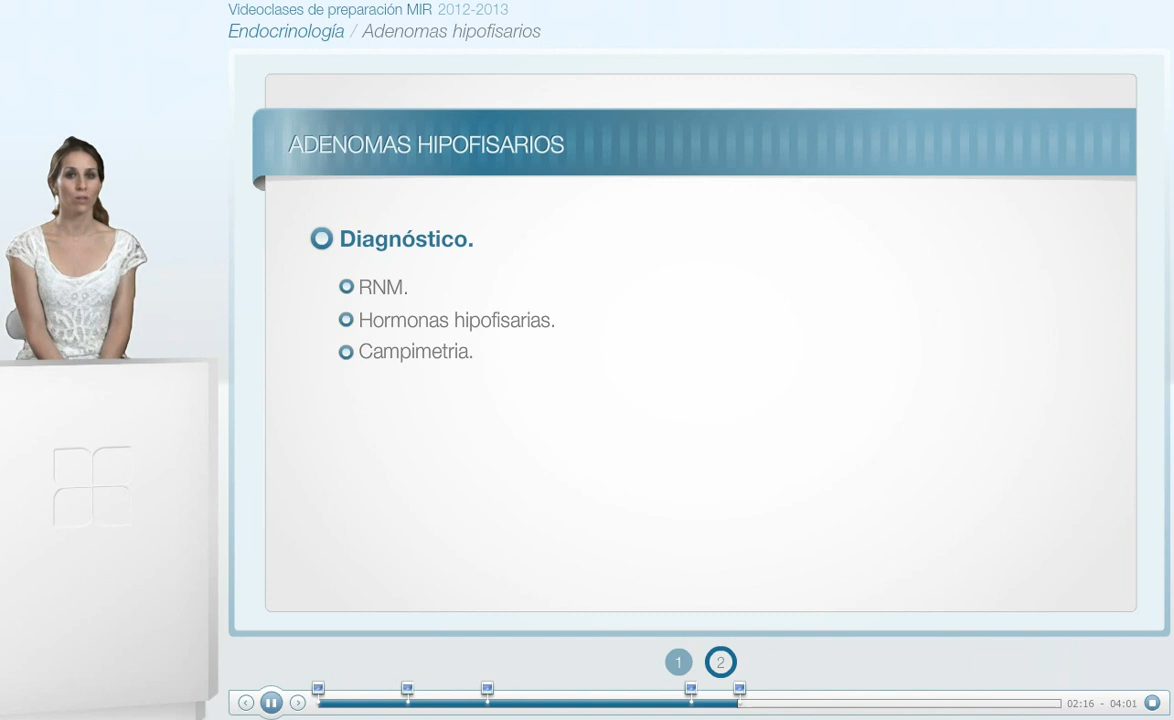 Videoclases de preparación MIR 2012-2013
Endocrinología / Adenomas hipofisarios
ADENOMAS HIPOFISARIOS
Diagnóstico.
RNM.
Hormonas hipofisarias.
Campimetria.
1 2
02:16 - 04:01